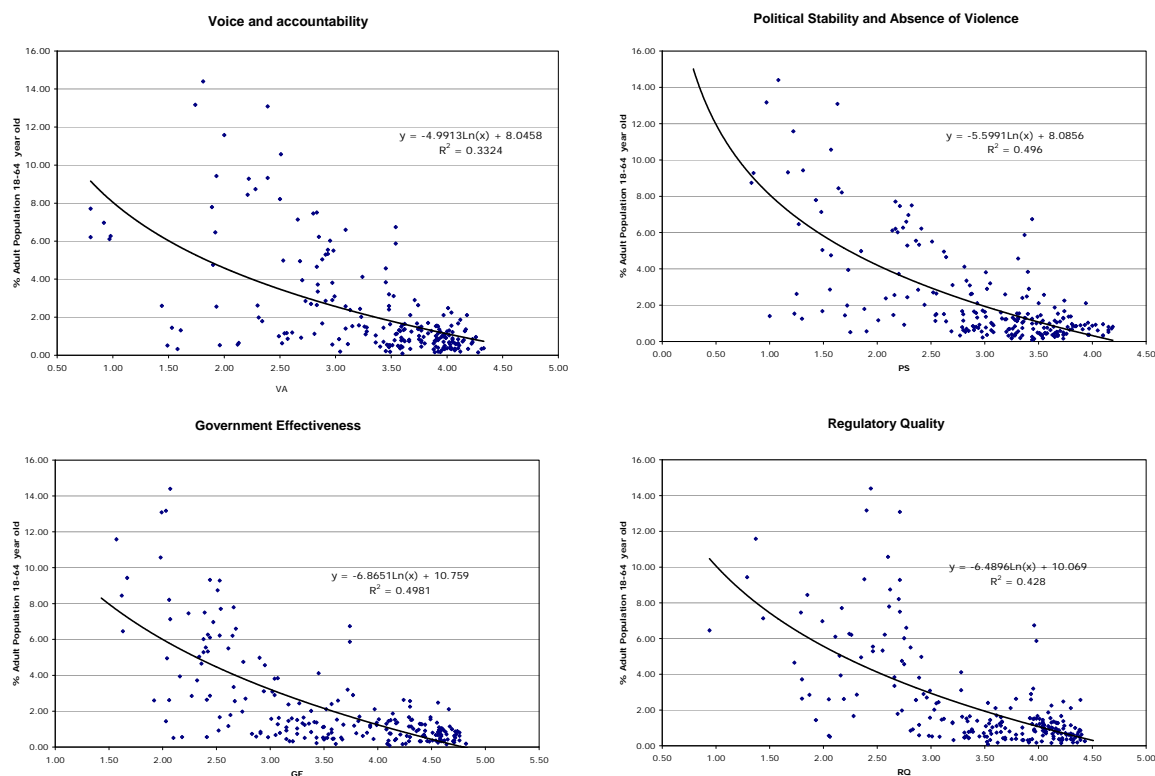 Voice and accountability
16.00
14.00
12.00
10.00
8.00
6.00
4.00
2.00
0.00
% Adult Population 18-64 year old
y = -4.9913Ln(x) + 8.0458
R² = 0.3324
0.50 1.00 1.50 2.00 2.50 3.00 3.50 4.00 4.50 5.00
VA
Political Stability and Absence of Violence
16.00
14.00
12.00
10.00
8.00
6.00
4.00
2.00
0.00
% Adult Population 18-64 year old
y = -5.5991Ln(x) + 8.0856
R² = 0.496
0.00 0.50 1.00 1.50 2.00 2.50 3.00 3.50 4.00 4.50
PS
Government Effectiveness
16.00
14.00
12.00
10.00
8.00
6.00
4.00
2.00
0.00
% Adult Population 18-64 year old
y = -6.8651Ln(x) + 10.759
R² = 0.4981
1.00 1.50 2.00 2.50 3.00 3.50 4.00 4.50 5.00 5.50
GE
Regulatory Quality
16.00
14.00
12.00
10.00
8.00
6.00
4.00
2.00
0.00
% Adult Population 18-64 year old
y = -6.4896Ln(x) + 10.069
R² = 0.428
0.50 1.00 1.50 2.00 2.50 3.00 3.50 4.00 4.50 5.00
RQ